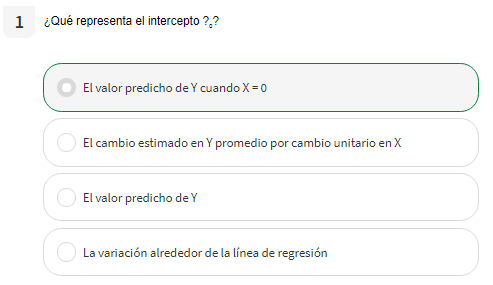 1 ¿Qué representa el intercepto ?₀?
El valor predicho de Y cuando X = 0
El cambio estimado en Y promedio por cambio unitario en X
El valor predicho de Y
La variación alrededor de la línea de regresión